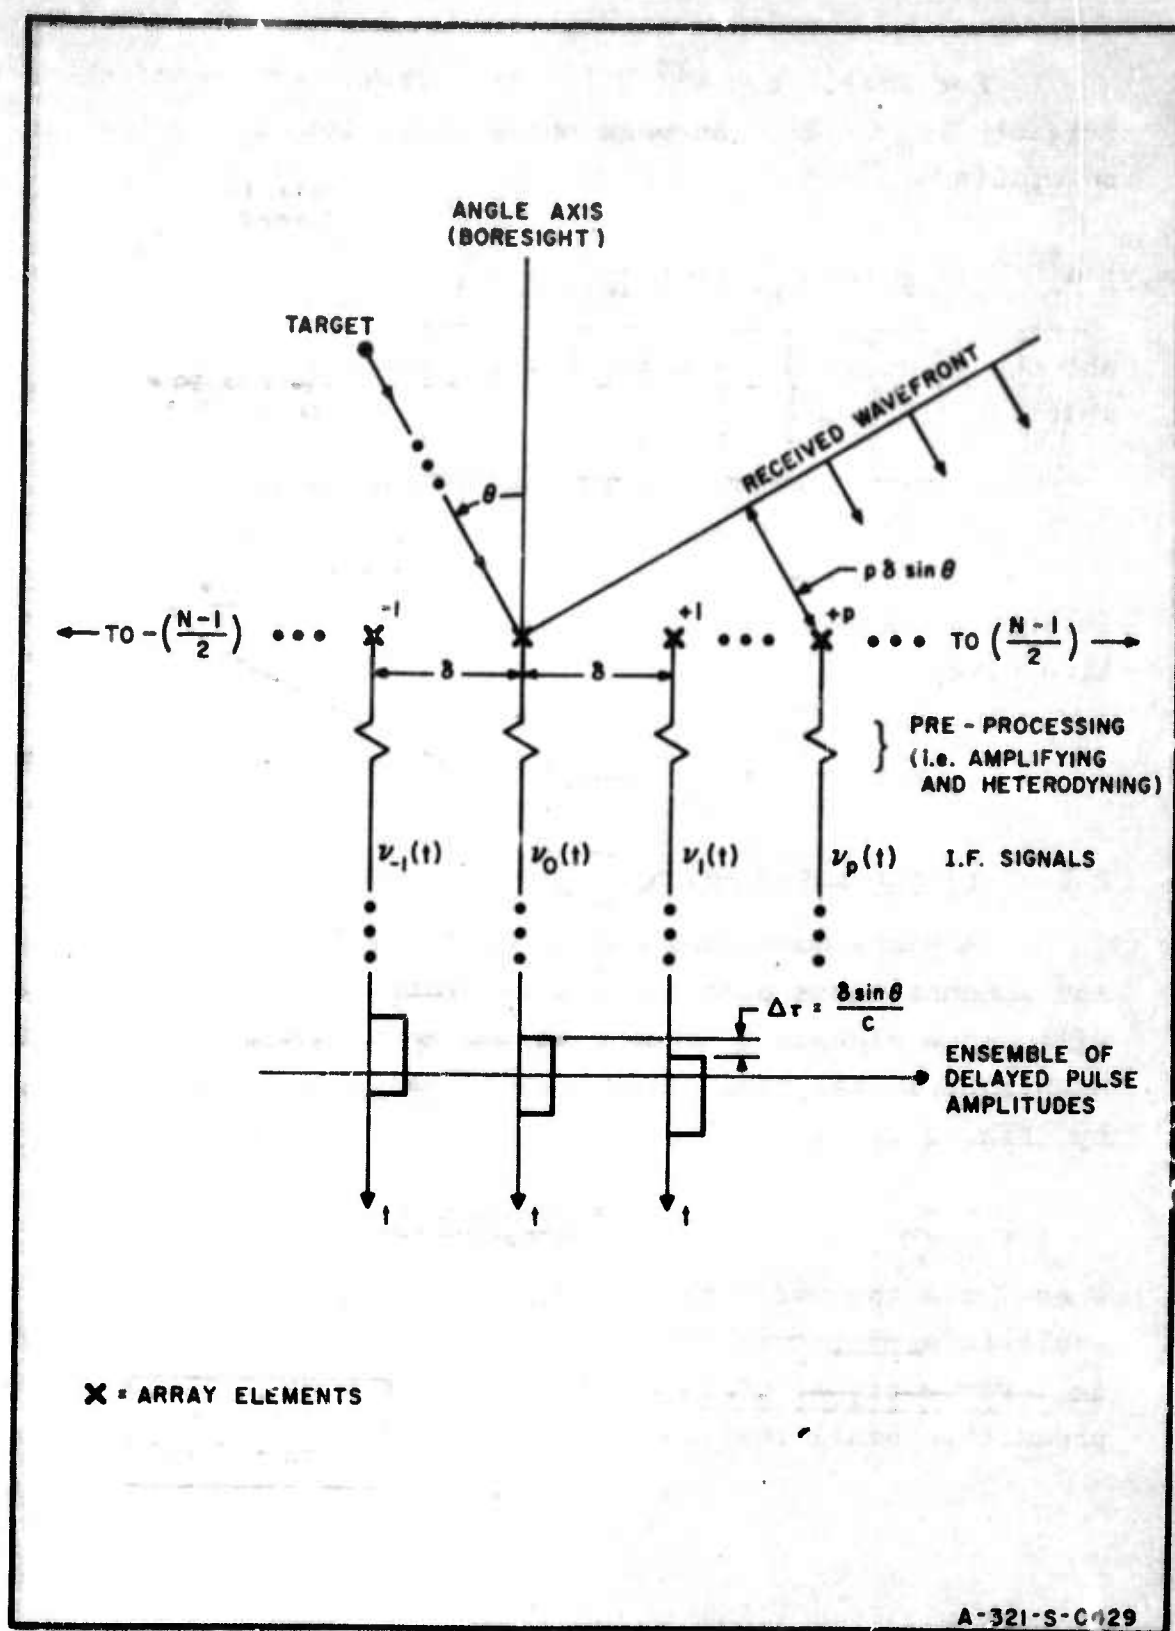 ANGLE AXIS
(BORESIGHT)
TARGET
RECEIVED WAVEFRONT
θ
p δ sin θ
-1
+1
+p
TO -(N-1/2) ••• ••• ••• TO (N-1/2)
δ
δ
PRE-PROCESSING
(i.e. AMPLIFYING
AND HETERODYNING)
ν₋₁(t) ν₀(t) ν₁(t) νₚ(t) I.F. SIGNALS
Δτ = δ sin θ / c
ENSEMBLE OF
DELAYED PULSE
AMPLITUDES
t t t
X = ARRAY ELEMENTS